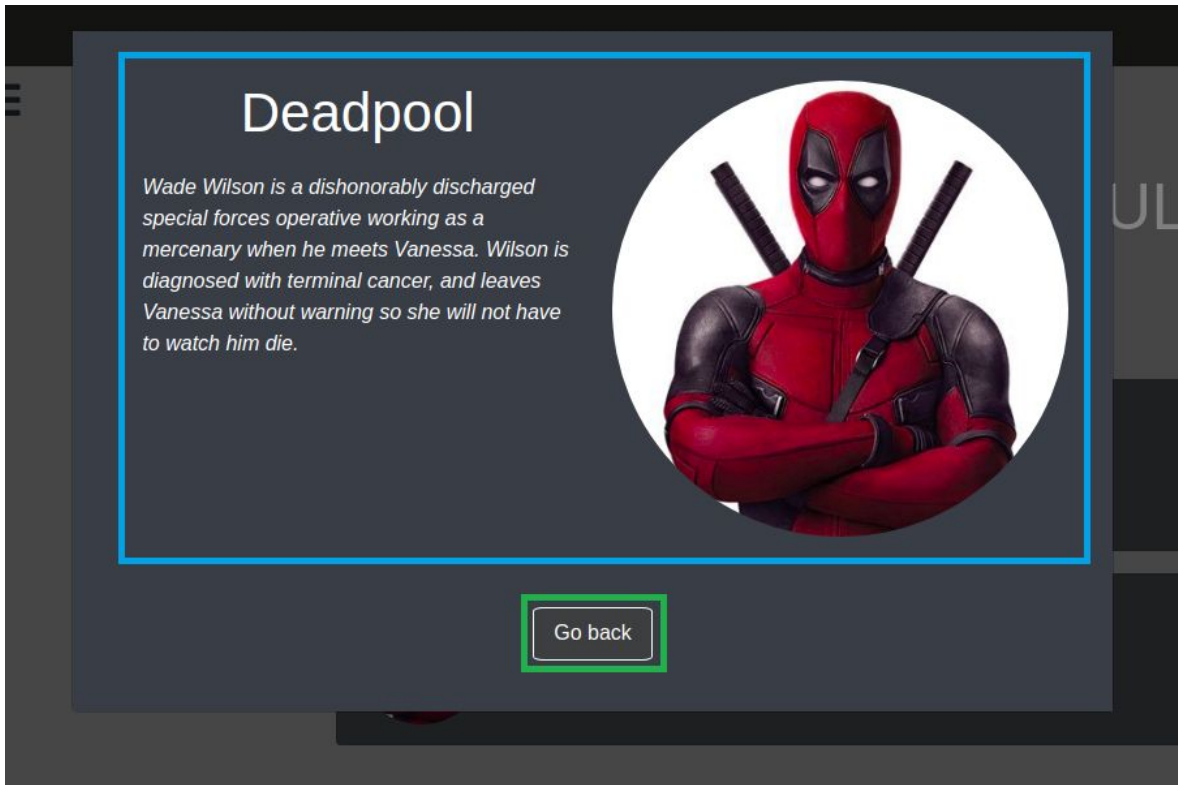 Deadpool
Wade Wilson is a dishonorably discharged
special forces operative working as a
mercenary when he meets Vanessa. Wilson is
diagnosed with terminal cancer, and leaves
Vanessa without warning so she will not have
to watch him die.
UL
Go back